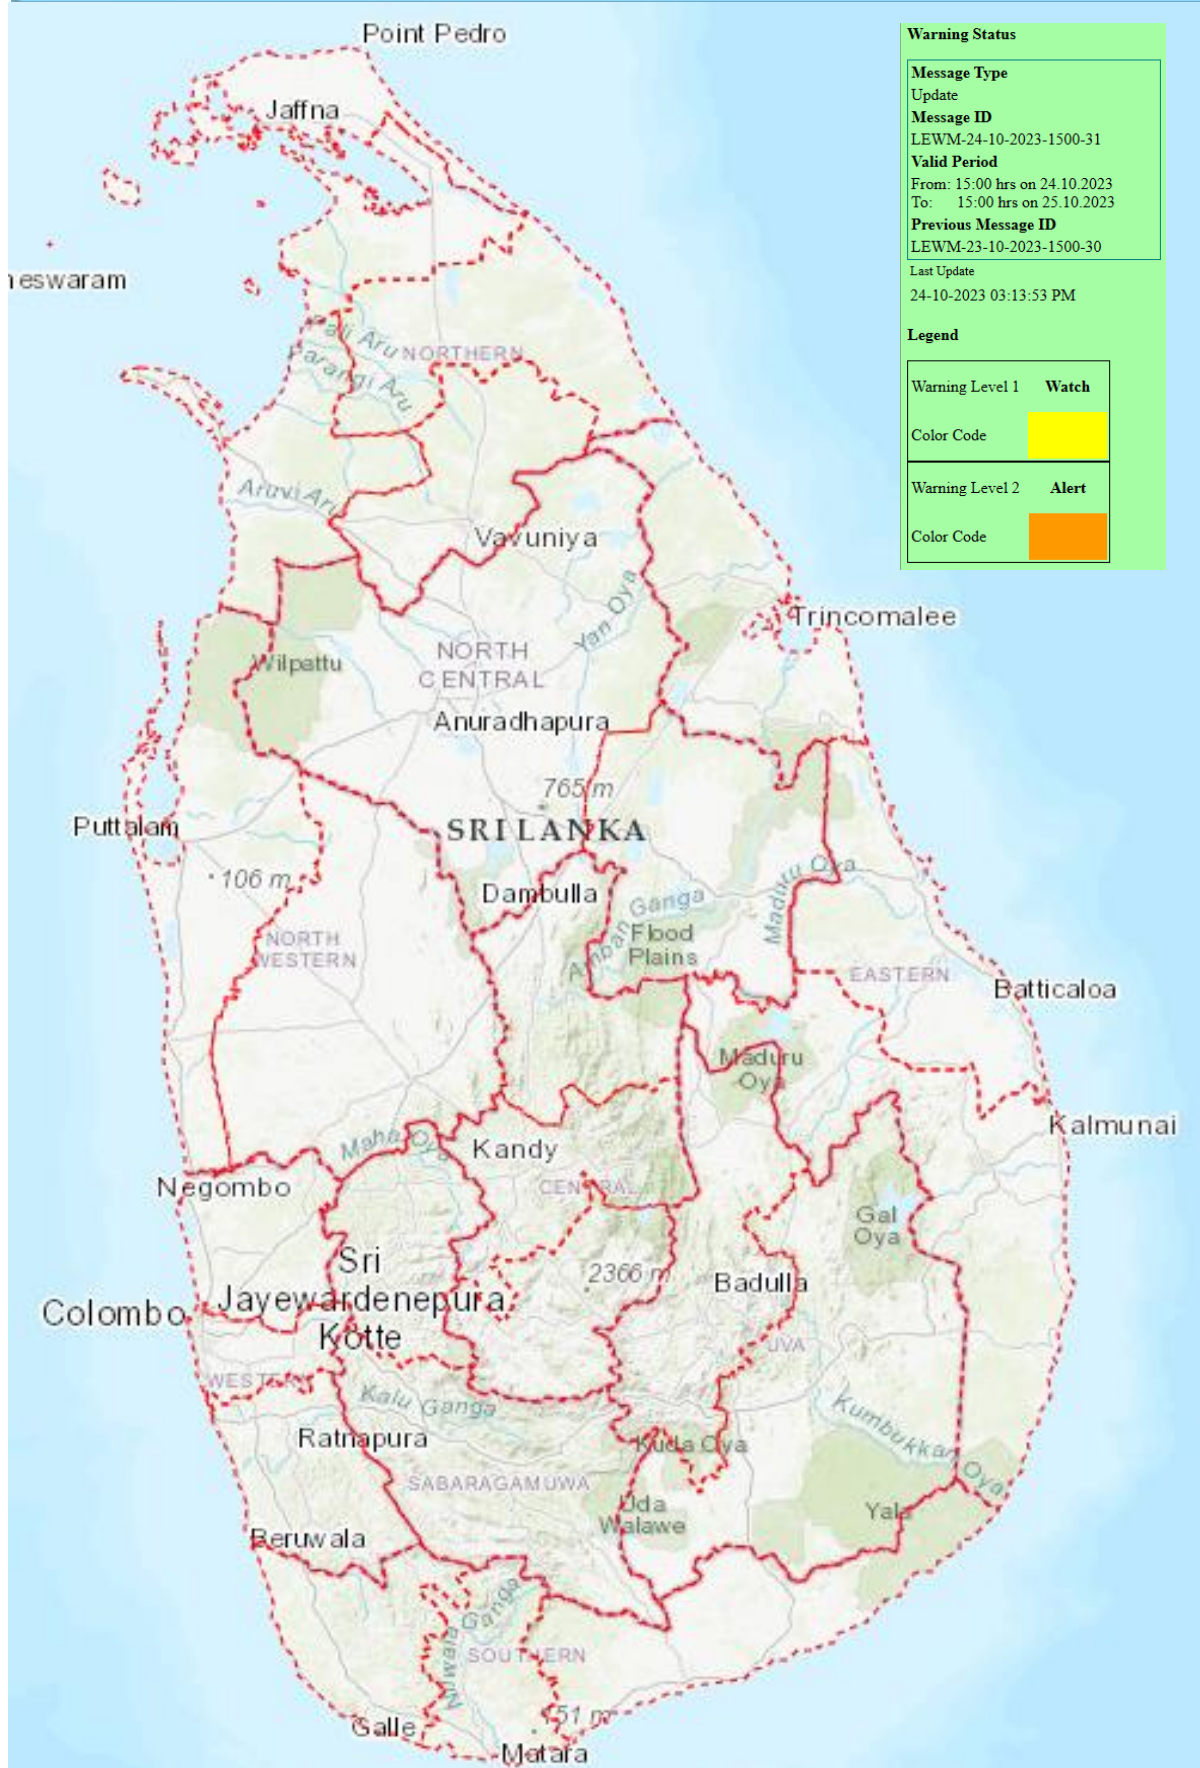 Point Pedro
Jaffna
neswaram
Pali Aru
Parangi Aru
NORTHERN
Aruvi Aru
Vavuniya
Yan Oya
Trincomalee
Wilpattu
NORTH
CENTRAL
Anuradhapura
765 m
Puttalam
SRI LANKA
106 m
Dambulla
Maduru Oya
Amban Ganga
Flood
Plains
NORTH
WESTERN
EASTERN
Batticaloa
Maduru
Oya
Kalmunai
Maha Oya
Kandy
Negombo
CENTRAL
Gal
Oya
Sri
Jayewardenepura
Kotte
2366 m
Badulla
Colombo
UVA
WESTERN
Kalu Ganga
Kumbukkan Oya
Ratnapura
Kuda Oya
SABARAGAMUWA
Uda
Walawe
Yala
Beruwala
Nilwala Ganga
SOUTHERN
Galle
151 m
Matara
Warning Status
Message Type
Update
Message ID
LEWM-24-10-2023-1500-31
Valid Period
From: 15:00 hrs on 24.10.2023
To: 15:00 hrs on 25.10.2023
Previous Message ID
LEWM-23-10-2023-1500-30
Last Update
24-10-2023 03:13:53 PM
Legend
Warning Level 1 Watch
Color Code
Warning Level 2 Alert
Color Code